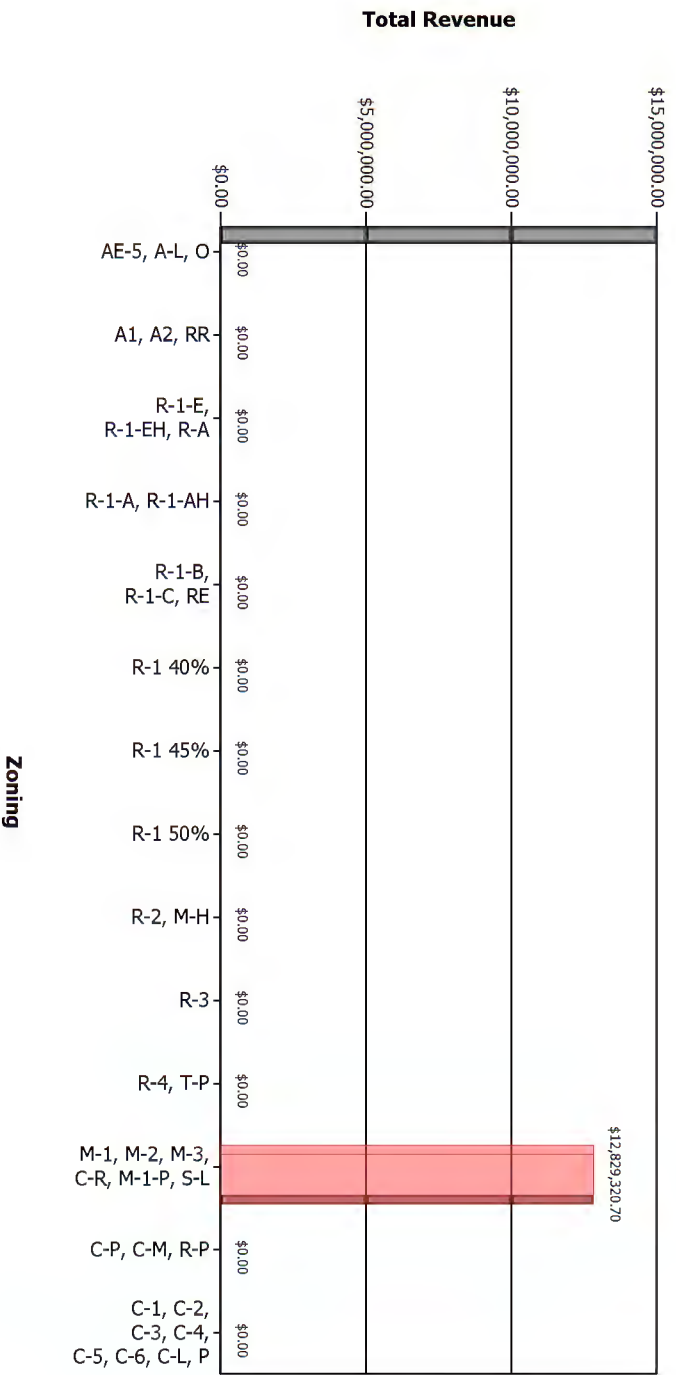 Total Revenue
$15,000,000.00
$10,000,000.00
$5,000,000.00
$0.00
AE-5, A-L, O
$0.00
A1, A2, RR
$0.00
R-1-E,
R-1-EH, R-A
$0.00
R-1-A, R-1-AH
$0.00
R-1-B,
R-1-C, RE
$0.00
R-1 40%
$0.00
R-1 45%
$0.00
R-1 50%
$0.00
R-2, M-H
$0.00
R-3
$0.00
R-4, T-P
$0.00
M-1, M-2, M-3,
C-R, M-1-P, S-L
$12,829,320.70
C-P, C-M, R-P
$0.00
C-1, C-2,
C-3, C-4,
C-5, C-6, C-L, P
$0.00
Zoning